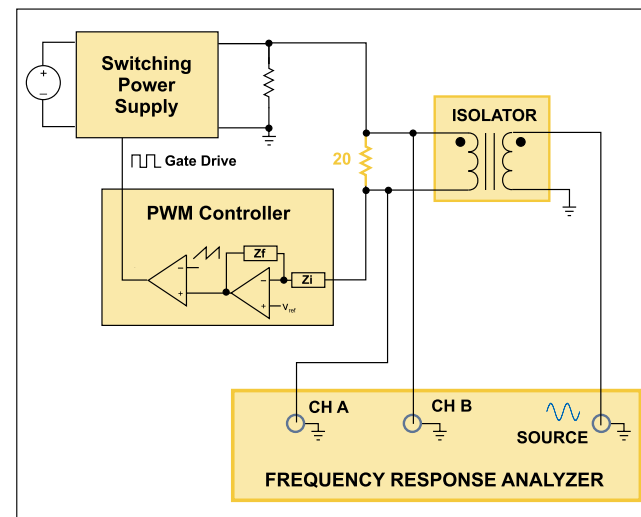 Switching
Power
Supply
+
–
Gate Drive
PWM Controller
Zf
Zi
–
+
–
+
Vref
20
ISOLATOR
CH A
CH B
SOURCE
FREQUENCY RESPONSE ANALYZER